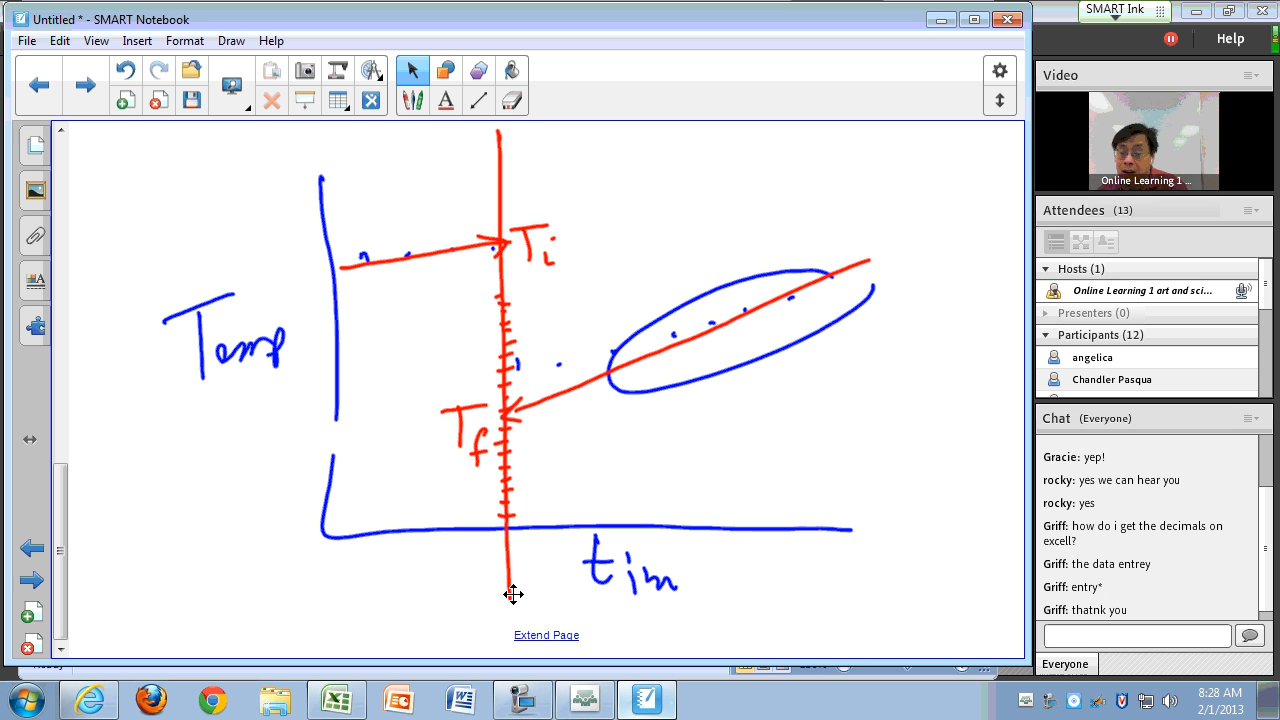 Untitled * - SMART Notebook
SMART Ink
File Edit View Insert Format Draw Help
Help
Video
Online Learning 1 ...
Attendees (13)
Hosts (1)
Online Learning 1 art and sci...
Presenters (0)
Participants (12)
angelica
Chandler Pasqua
Chat (Everyone)
Gracie: yep!
rocky: yes we can hear you
rocky: yes
Griff: how do i get the decimals on
excell?
Griff: the data entrey
Griff: entry*
Griff: thatnk you
Everyone
Ti
Temp
Tf
tim
Extend Page
8:28 AM
2/1/2013